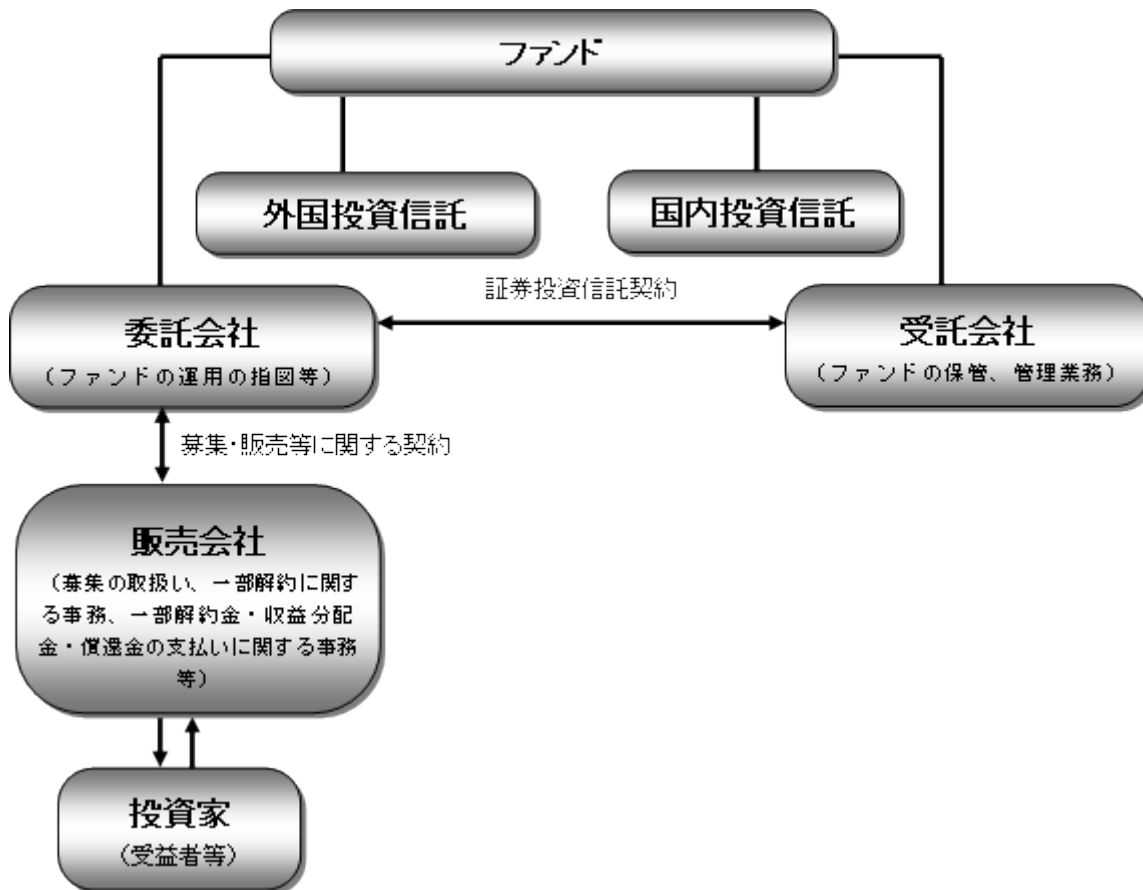 ファンド
外国投資信託
国内投資信託
証券投資信託契約
委託会社
（ファンドの運用の指図等）
受託会社
（ファンドの保管、管理業務）
募集・販売等に関する契約
販売会社
（募集の取扱い、一部解約に関す
る事務、一部解約金・収益分配
金・償還金の支払いに関する事務
等）
投資家
（受益者等）